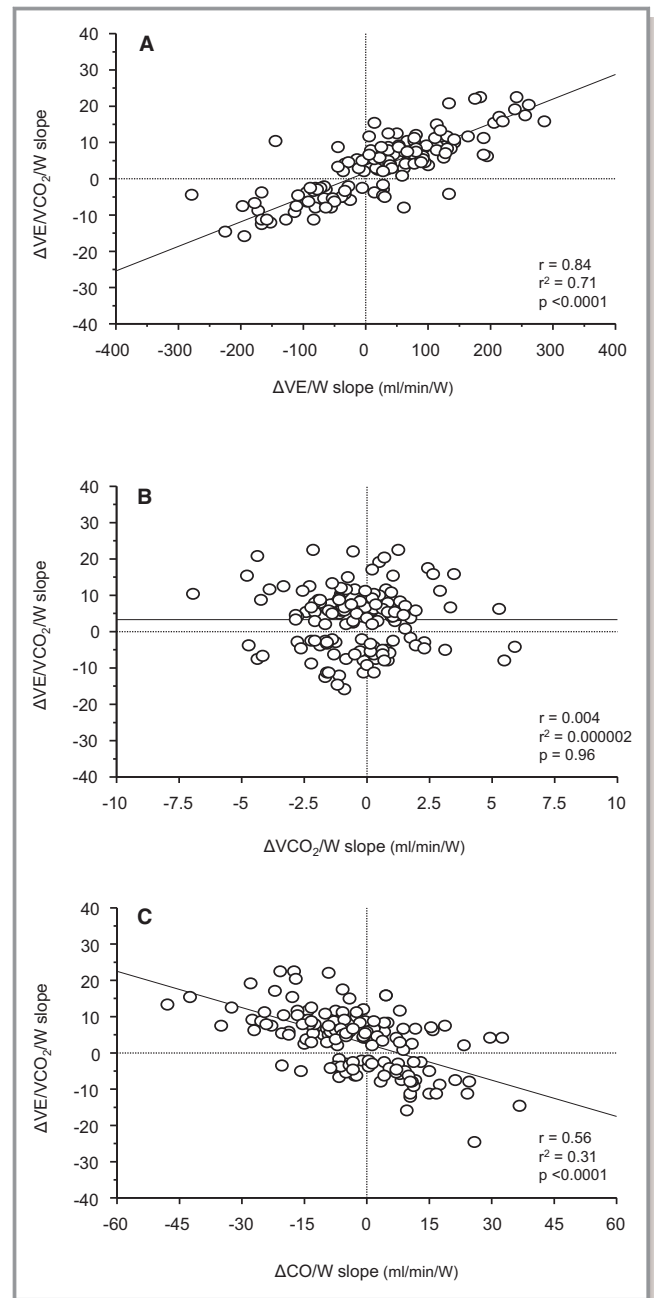 A
40
30
20
10
0
-10
-20
-30
-40
ΔVE/VCO₂/W slope
r = 0.84
r² = 0.71
p <0.0001
-400 -300 -200 -100 0 100 200 300 400
ΔVE/W slope (ml/min/W)
B
40
30
20
10
0
-10
-20
-30
-40
ΔVE/VCO₂/W slope
r = 0.004
r² = 0.000002
p = 0.96
-10 -7.5 -5 -2.5 0 2.5 5 7.5 10
ΔVCO₂/W slope (ml/min/W)
C
40
30
20
10
0
-10
-20
-30
-40
ΔVE/VCO₂/W slope
r = 0.56
r² = 0.31
p <0.0001
-60 -45 -30 -15 0 15 30 45 60
ΔCO/W slope (ml/min/W)